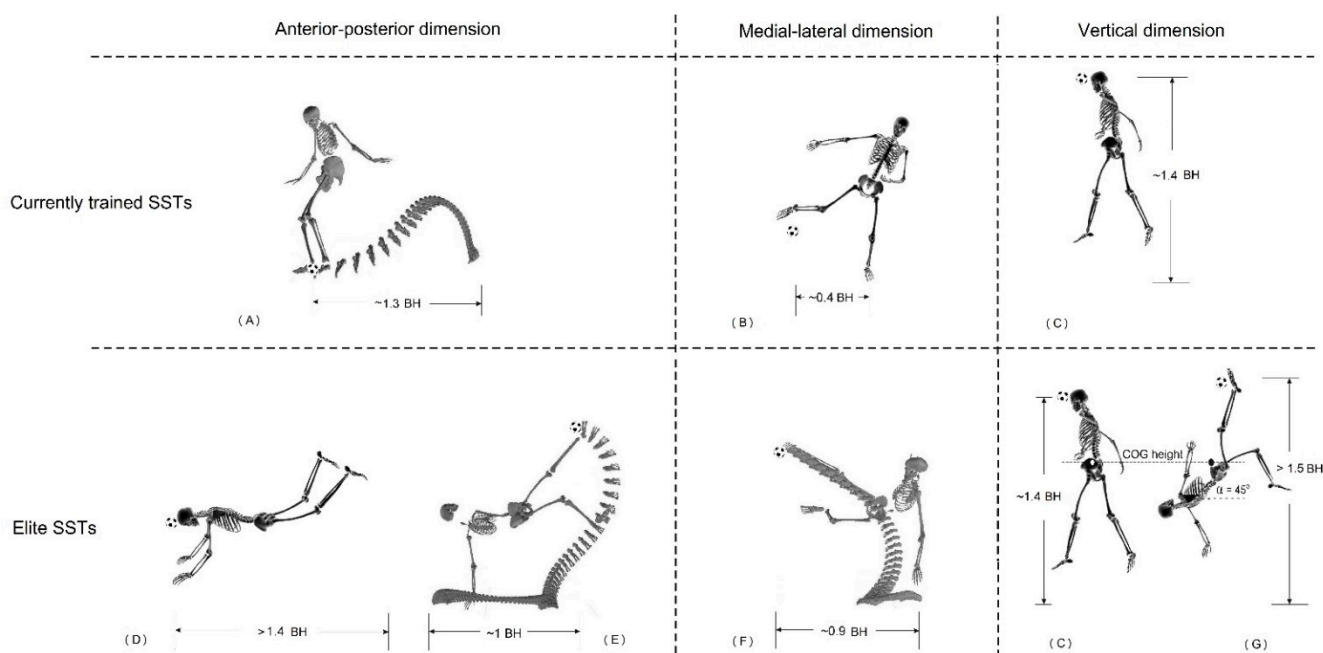 Anterior-posterior dimension
Medial-lateral dimension
Vertical dimension
Currently trained SSTs
~1.3 BH
(A)
~0.4 BH
(B)
~1.4 BH
(C)
Elite SSTs
>1.4 BH
(D)
~1 BH
(E)
~0.9 BH
(F)
COG height
~1.4 BH
α = 45°
> 1.5 BH
(C)
(G)